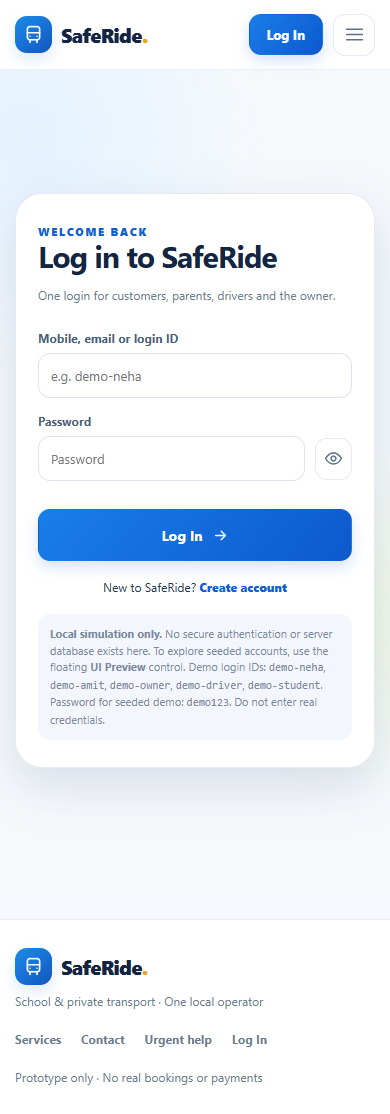 SafeRide.
Log In
WELCOME BACK
Log in to SafeRide
One login for customers, parents, drivers and the owner.
Mobile, email or login ID
e.g. demo-neha
Password
Password
Log In →
New to SafeRide? Create account
Local simulation only. No secure authentication or server
database exists here. To explore seeded accounts, use the
floating UI Preview control. Demo login IDs: demo-neha,
demo-amit, demo-owner, demo-driver, demo-student.
Password for seeded demo: demo123. Do not enter real
credentials.
SafeRide.
School & private transport · One local operator
Services Contact Urgent help Log In
Prototype only · No real bookings or payments